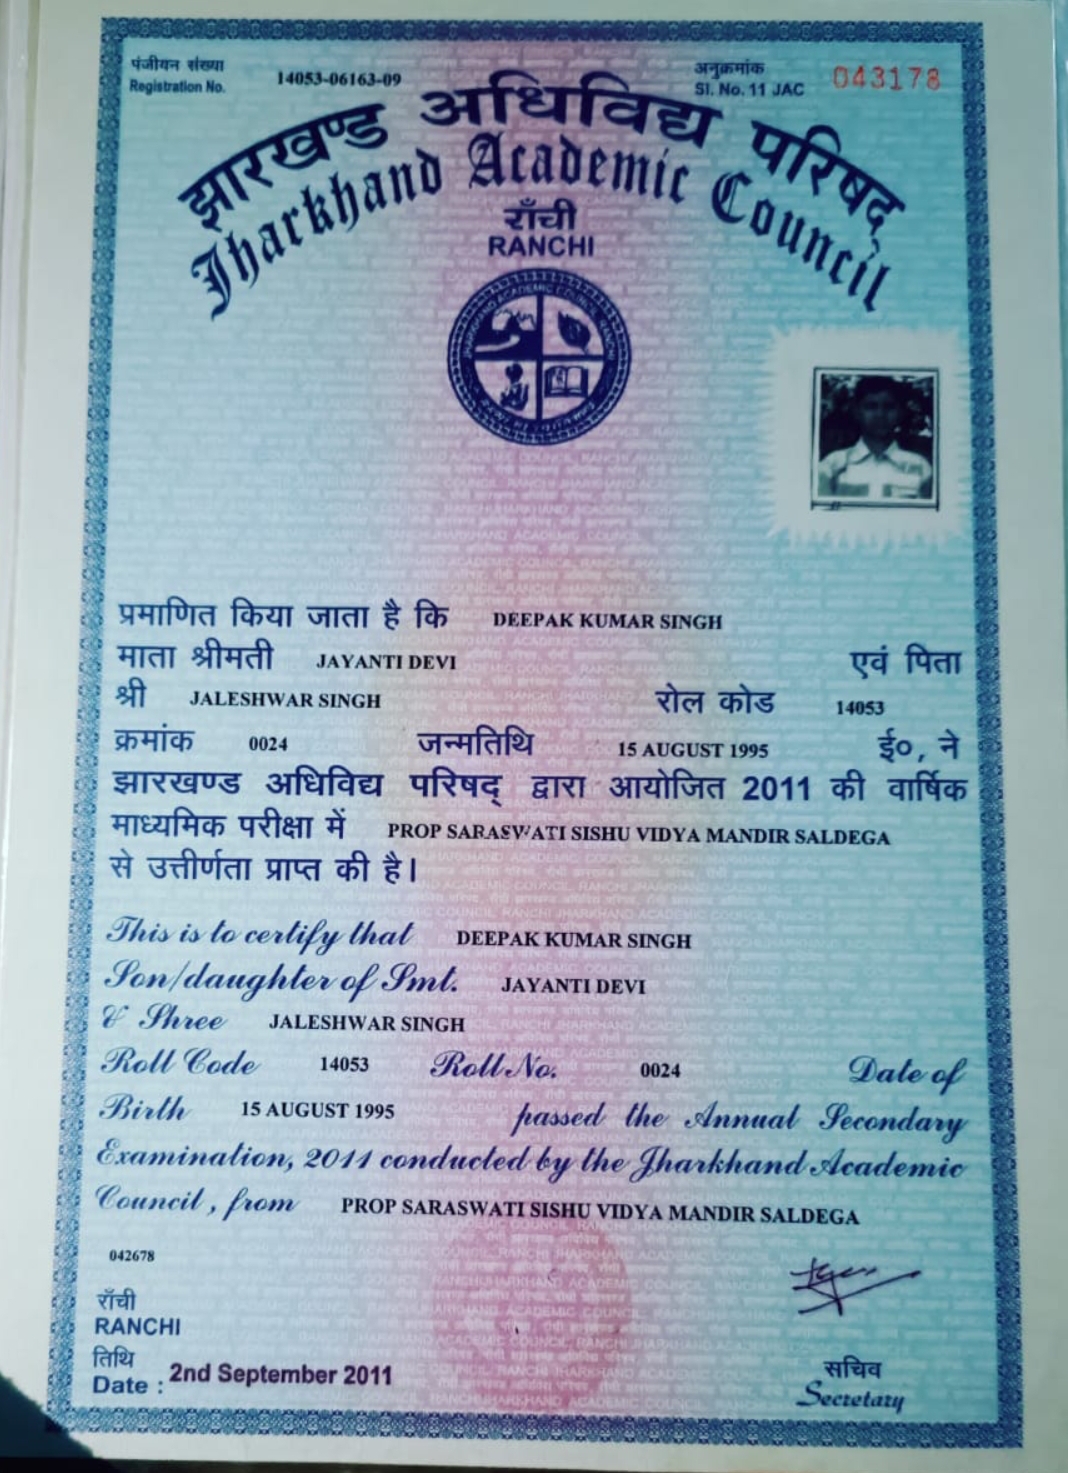 पंजीयन संख्या
Registration No. 14053-06163-09
अनुक्रमांक
Sl. No. 11 JAC 043178
झारखण्ड अधिविद्य परिषद्
Jharkhand Academic Council
राँची
RANCHI
JHARKHAND ACADEMIC COUNCIL, RANCHI
प्रमाणित किया जाता है कि DEEPAK KUMAR SINGH
माता श्रीमती JAYANTI DEVI एवं पिता
श्री JALESHWAR SINGH रोल कोड 14053
क्रमांक 0024 जन्मतिथि 15 AUGUST 1995 ई०, ने
झारखण्ड अधिविद्य परिषद् द्वारा आयोजित 2011 की वार्षिक
माध्यमिक परीक्षा में PROP SARASWATI SISHU VIDYA MANDIR SALDEGA
से उत्तीर्णता प्राप्त की है।
This is to certify that DEEPAK KUMAR SINGH
Son/daughter of Smt. JAYANTI DEVI
& Shree JALESHWAR SINGH
Roll Code 14053 Roll No. 0024 Date of
Birth 15 AUGUST 1995 passed the Annual Secondary
Examination, 2011 conducted by the Jharkhand Academic
Council, from PROP SARASWATI SISHU VIDYA MANDIR SALDEGA
042678
राँची
RANCHI
तिथि
Date : 2nd September 2011
सचिव
Secretary